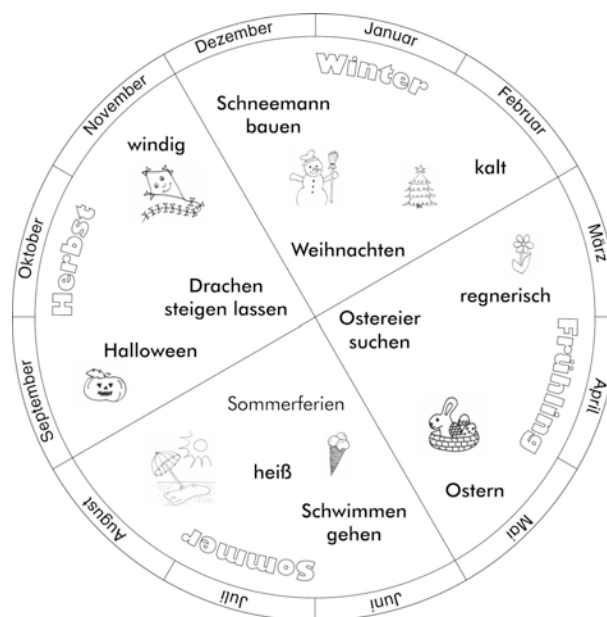 Dezember
Januar
Februar
März
April
Mai
Juni
Juli
August
September
Oktober
November
Winter
Schneemann
bauen
kalt
Weihnachten
Frühling
regnerisch
Ostereier
suchen
Ostern
Sommer
Sommerferien
heiß
Schwimmen
gehen
Herbst
windig
Drachen
steigen lassen
Halloween